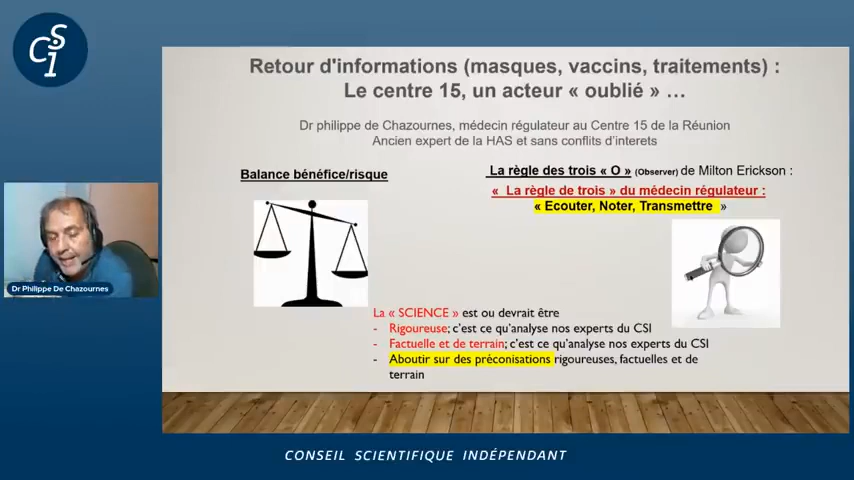 CSI
Retour d'informations (masques, vaccins, traitements) :
Le centre 15, un acteur « oublié » ...
Dr philippe de Chazournes, médecin régulateur au Centre 15 de la Réunion
Ancien expert de la HAS et sans conflits d'interets
Balance bénéfice/risque
La règle des trois « O » (Observer) de Milton Erickson :
« La règle de trois » du médecin régulateur :
« Ecouter, Noter, Transmettre »
Dr Philippe De Chazournes
La « SCIENCE » est ou devrait être
- Rigoureuse; c'est ce qu'analyse nos experts du CSI
- Factuelle et de terrain; c'est ce qu'analyse nos experts du CSI
- Aboutir sur des préconisations rigoureuses, factuelles et de
terrain
CONSEIL SCIENTIFIQUE INDÉPENDANT